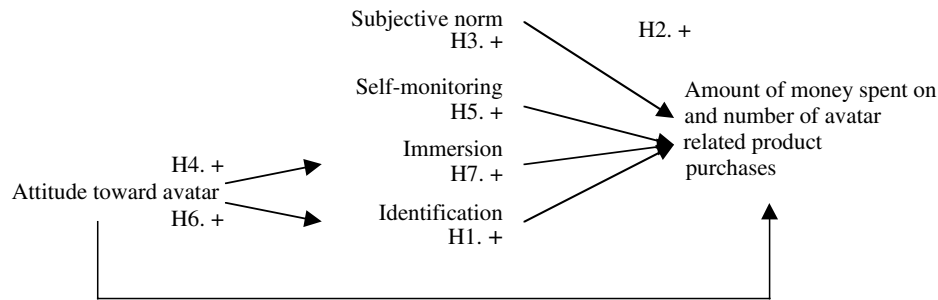 Subjective norm
H3. +
H2. +
Self-monitoring
H5. +
Amount of money spent on
and number of avatar
related product
purchases
Immersion
H7. +
H4. +
Attitude toward avatar
H6. +
Identification
H1. +